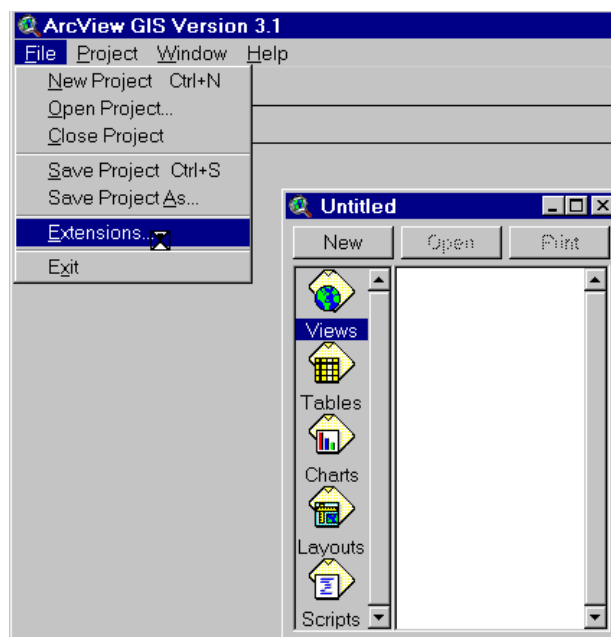 ArcView GIS Version 3.1
File Project Window Help
New Project Ctrl+N
Open Project...
Close Project
Save Project Ctrl+S
Save Project As...
Extensions...
Exit
Untitled
New Open Print
Views
Tables
Charts
Layouts
Scripts